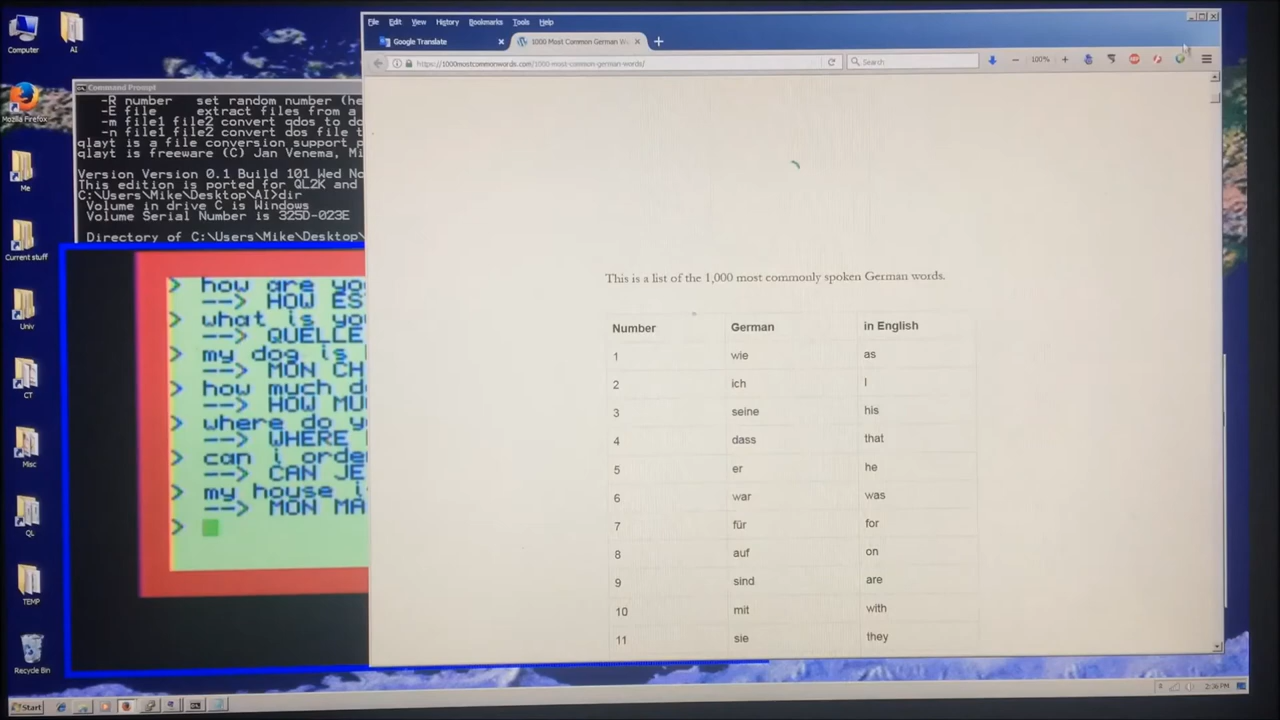 Computer
AI
Mozilla Firefox
Me
Current stuff
Univ
CT
Misc
QL
TEMP
Recycle Bin
Command Prompt
-R number set random number (he
-E file extract files from a
-m file1 file2 convert qdos to do
-n file1 file2 convert dos file t
qlayt is a file conversion support p
qlayt is freeware (C) Jan Venema, Mi
Version Version 0.1 Build 101 Wed No
This edition is ported for QL2K and
C:\Users\Mike\Desktop\AI>dir
Volume in drive C is Windows
Volume Serial Number is 325D-023E
Directory of C:\Users\Mike\Desktop\
> how are yo
--> HOW ES
> what is yo
--> QUELLE
> my dog is
--> MON CH
> how much d
--> HOW MU
> where do y
--> WHERE
> can i orde
--> CAN JE
> my house i
--> MON MA
>
File Edit View History Bookmarks Tools Help
Google Translate
1000 Most Common German W
https://1000mostcommonwords.com/1000-most-common-german-words/
Search
100%
This is a list of the 1,000 most commonly spoken German words.
Number German in English
1 wie as
2 ich I
3 seine his
4 dass that
5 er he
6 war was
7 für for
8 auf on
9 sind are
10 mit with
11 sie they
Start
2:36 PM